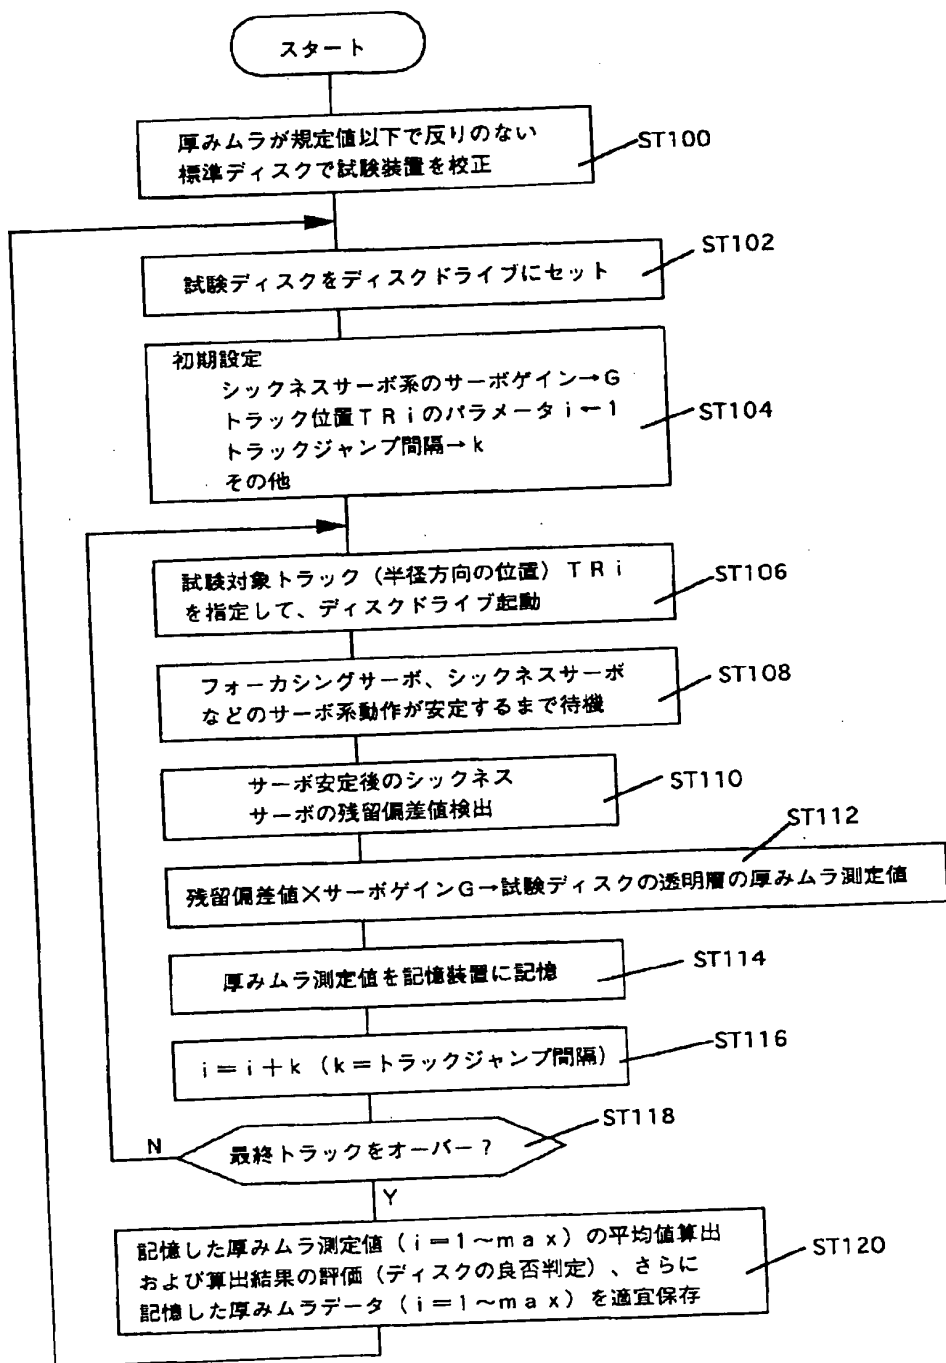 スタート
厚みムラが規定値以下で反りのない
標準ディスクで試験装置を校正
ST100
試験ディスクをディスクドライブにセット
ST102
初期設定
シックネスサーボ系のサーボゲイン→G
トラック位置TRiのパラメータi←1
トラックジャンプ間隔→k
その他
ST104
試験対象トラック(半径方向の位置)TRi
を指定して、ディスクドライブ起動
ST106
フォーカシングサーボ、シックネスサーボ
などのサーボ系動作が安定するまで待機
ST108
サーボ安定後のシックネス
サーボの残留偏差値検出
ST110
ST112
残留偏差値×サーボゲインG→試験ディスクの透明層の厚みムラ測定値
厚みムラ測定値を記憶装置に記憶
ST114
i=i+k(k=トラックジャンプ間隔)
ST116
ST118
N
最終トラックをオーバー?
Y
記憶した厚みムラ測定値(i=1~max)の平均値算出
および算出結果の評価(ディスクの良否判定)、さらに
記憶した厚みムラデータ(i=1~max)を適宜保存
ST120